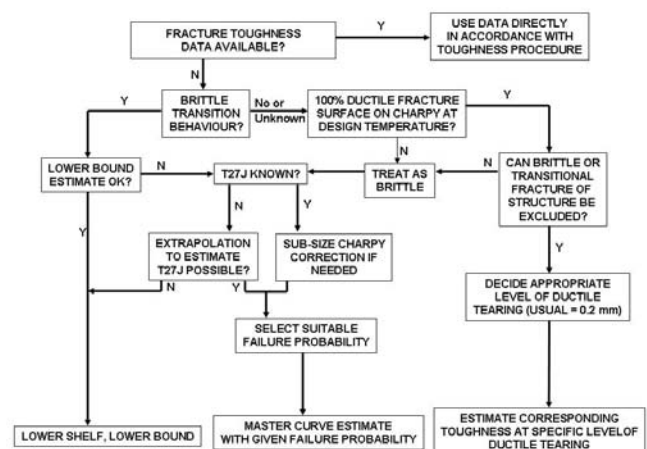 FRACTURE TOUGHNESS
DATA AVAILABLE?
Y
USE DATA DIRECTLY
IN ACCORDANCE WITH
TOUGHNESS PROCEDURE
N
Y
BRITTLE
TRANSITION
BEHAVIOUR?
No or
Unknown
100% DUCTILE FRACTURE
SURFACE ON CHARPY AT
DESIGN TEMPERATURE?
Y
N
LOWER BOUND
ESTIMATE OK?
N
T27J KNOWN?
TREAT AS
BRITTLE
N
CAN BRITTLE OR
TRANSITIONAL
FRACTURE OF
STRUCTURE BE
EXCLUDED?
Y
N
Y
Y
EXTRAPOLATION
TO ESTIMATE
T27J POSSIBLE?
SUB-SIZE CHARPY
CORRECTION IF
NEEDED
DECIDE APPROPRIATE
LEVEL OF DUCTILE
TEARING (USUAL = 0.2 mm)
N
Y
SELECT SUITABLE
FAILURE PROBABILITY
LOWER SHELF, LOWER BOUND
MASTER CURVE ESTIMATE
WITH GIVEN FAILURE PROBABILITY
ESTIMATE CORRESPONDING
TOUGHNESS AT SPECIFIC LEVELOF
DUCTILE TEARING